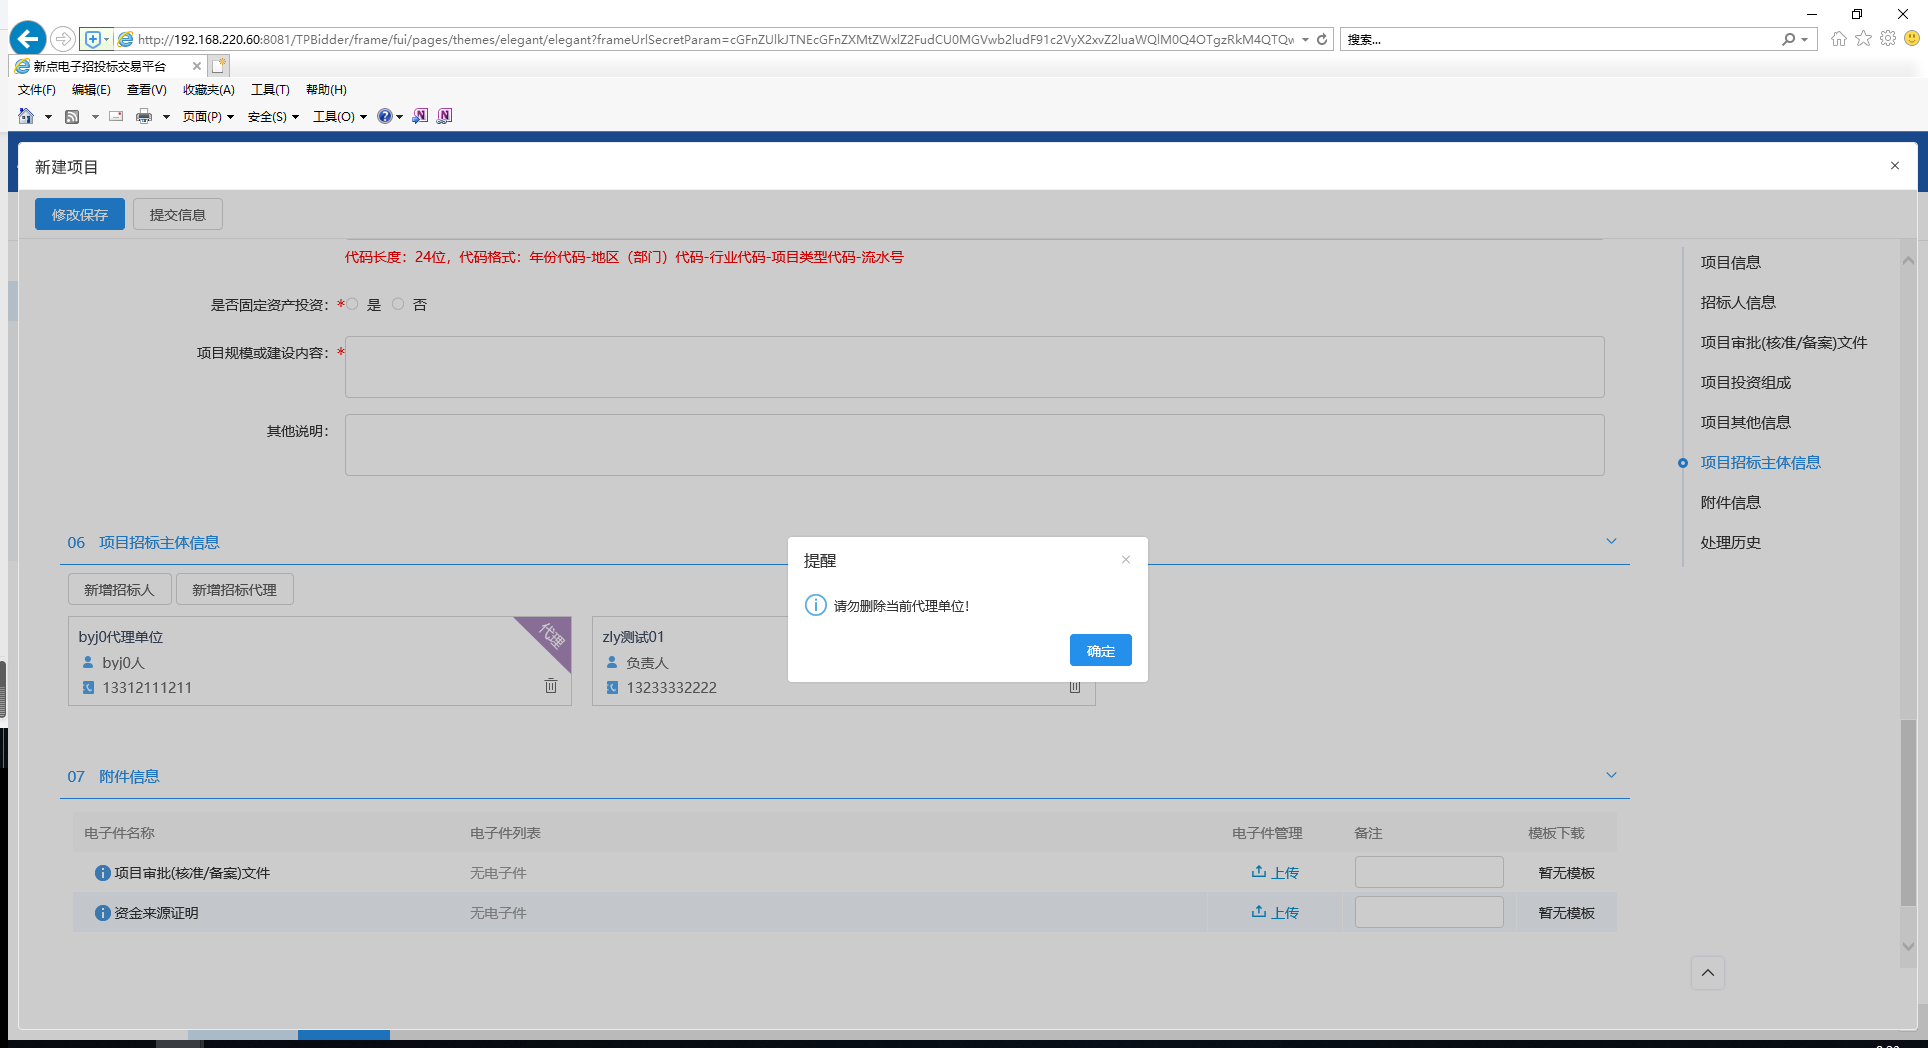 http://192.168.220.60:8081/TPBidder/frame/fui/pages/themes/elegant/elegant?frameUrlSecretParam=
搜索...
新点电子招投标交易平台
文件(F) 编辑(E) 查看(V) 收藏夹(A) 工具(T) 帮助(H)
页面(P) 安全(S) 工具(O)
新建项目
修改保存 提交信息
代码长度：24位，代码格式：年份代码-地区（部门）代码-行业代码-项目类型代码-流水号
是否固定资产投资：* 是 否
项目规模或建设内容：*
其他说明：
项目信息
招标人信息
项目审批(核准/备案)文件
项目投资组成
项目其他信息
项目招标主体信息
附件信息
处理历史
06 项目招标主体信息
新增招标人 新增招标代理
byj0代理单位
代理
byj0人
13312111211
zly测试01
负责人
13233332222
提醒
请勿删除当前代理单位！
确定
07 附件信息
电子件名称 电子件列表 电子件管理 备注 模板下载
项目审批(核准/备案)文件 无电子件 上传 暂无模板
资金来源证明 无电子件 上传 暂无模板